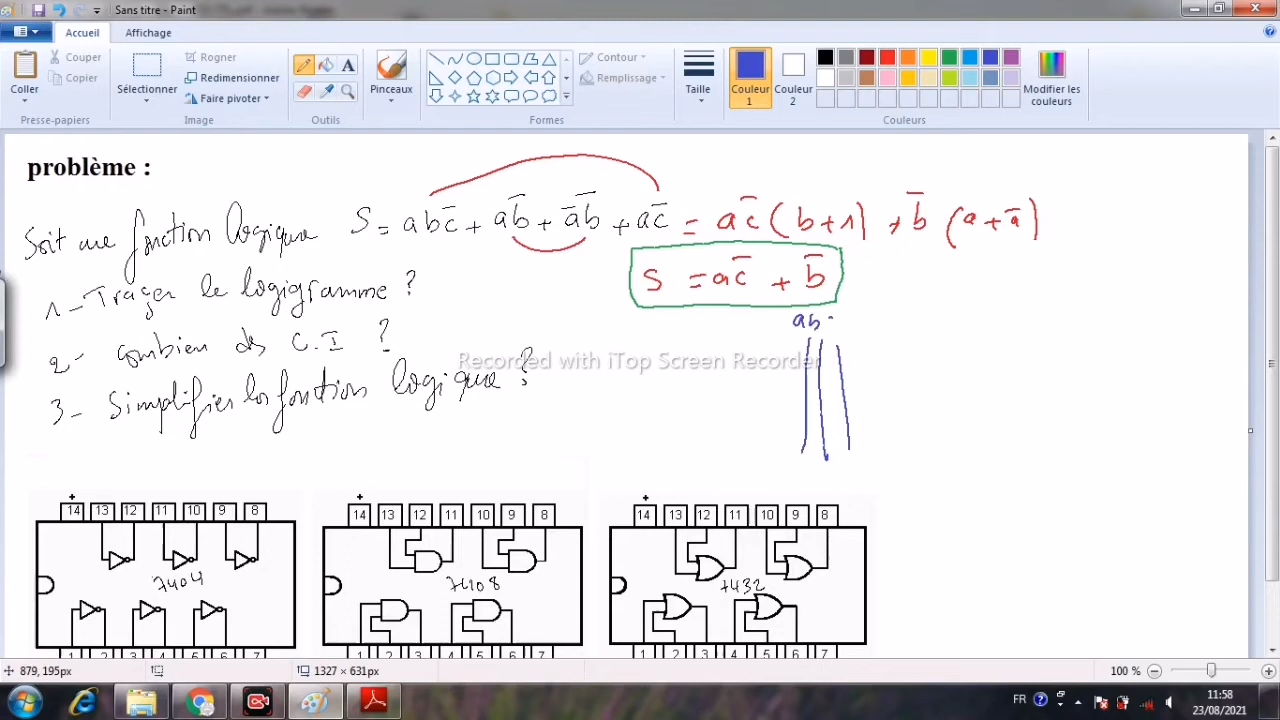 Sans titre - Paint
Accueil Affichage
Coller
Couper
Copier
Presse-papiers
Sélectionner
Rogner
Redimensionner
Faire pivoter
Image
Outils
Pinceaux
Contour
Remplissage
Formes
Taille
Couleur 1
Couleur 2
Modifier les couleurs
Couleurs
problème :
Soit une fonction logique S = abc̅ + ab̅ + a̅b̅ + ac̅ = ac̅ (b+1) + b̅ (a + a̅)
S = ac̅ + b̅
1- Traçer le logigramme ?
2- combien des C.I ?
3- Simplifier la fonction logique ?
ab
Recorded with iTop Screen Recorder
+ + +
14 13 12 11 10 9 8 14 13 12 11 10 9 8 14 13 12 11 10 9 8
7404 7408 7432
1 2 3 4 5 6 7 1 2 3 4 5 6 7 1 2 3 4 5 6 7
879, 195px
1327 × 631px
100 %
FR
11:58
23/08/2021